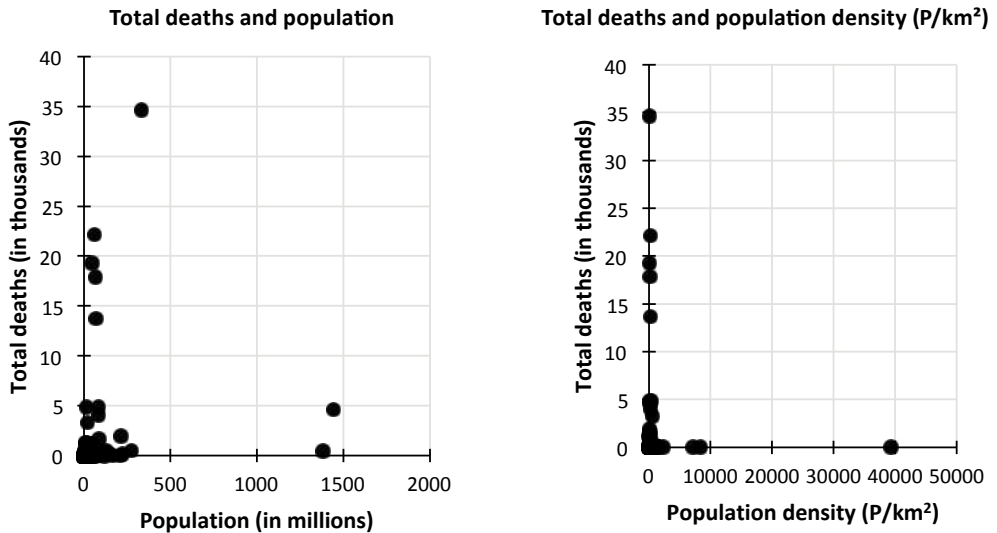 Total deaths and population
Total deaths (in thousands)
40
35
30
25
20
15
10
5
0
0 500 1000 1500 2000
Population (in millions)
Total deaths and population density (P/km²)
Total deaths (in thousands)
40
35
30
25
20
15
10
5
0
0 10000 20000 30000 40000 50000
Population density (P/km²)